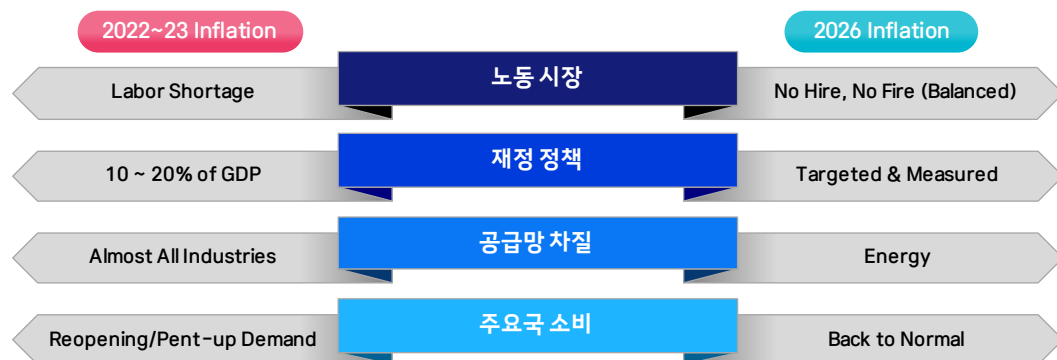 2022~23 Inflation
2026 Inflation
노동 시장
Labor Shortage
No Hire, No Fire (Balanced)
재정 정책
10 ~ 20% of GDP
Targeted & Measured
공급망 차질
Almost All Industries
Energy
주요국 소비
Reopening/Pent-up Demand
Back to Normal